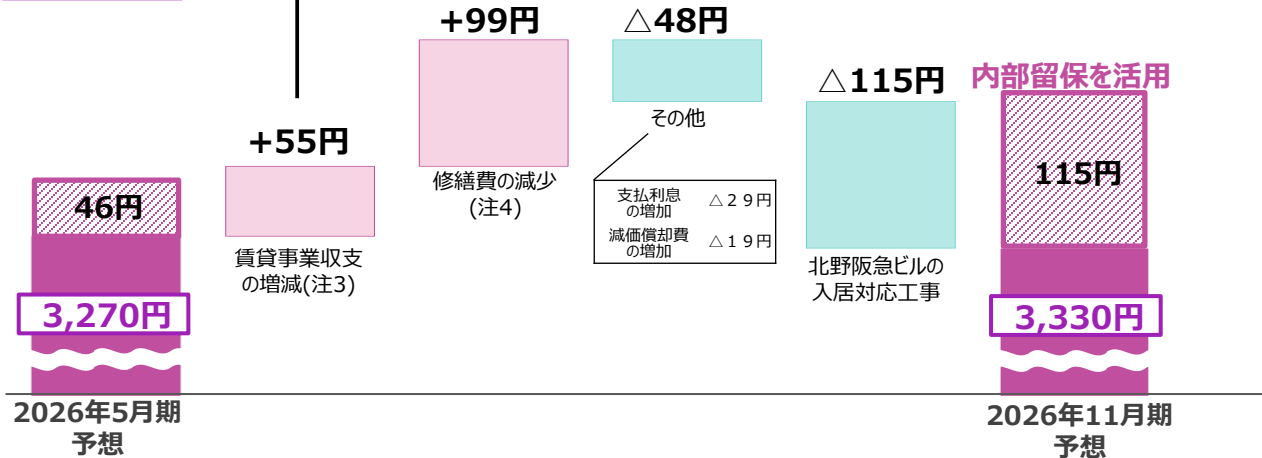 +99円
△48円
△115円
内部留保を活用
その他
+55円
115円
修繕費の減少
(注4)
46円
支払利息
の増加
△２９円
減価償却費
の増加
△１９円
賃貸事業収支
の増減(注3)
北野阪急ビルの
入居対応工事
3,270円
3,330円
2026年5月期
予想
2026年11月期
予想